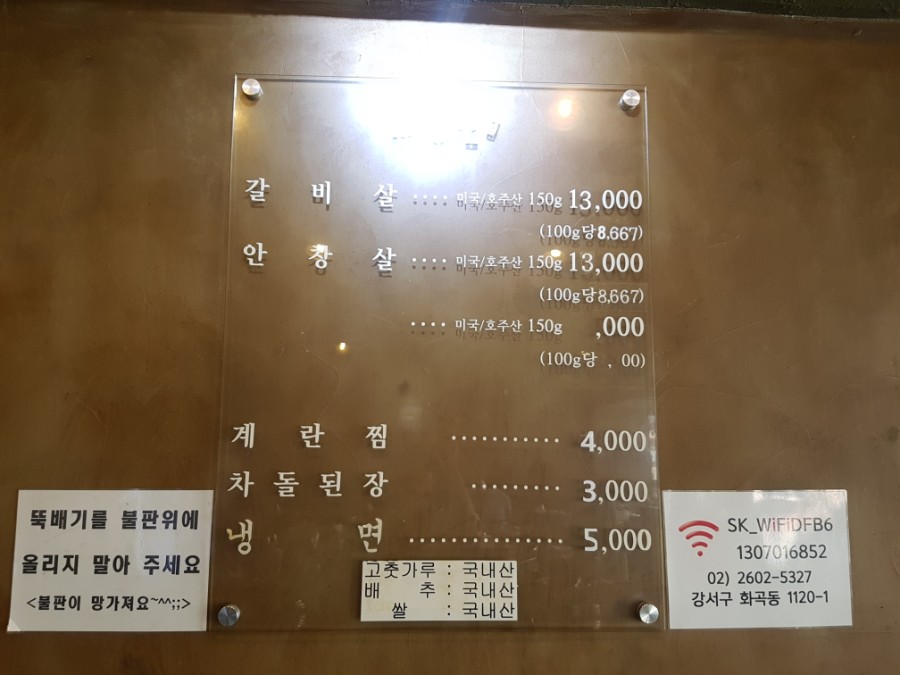 갈 비 살 ···· 미국/호주산 150g 13,000
(100g당8,667)
안 창 살 ···· 미국/호주산 150g 13,000
(100g당8,667)
···· 미국/호주산 150g ,000
(100g당 , 00)
계 란 찜 ··········· 4,000
차 돌 된 장 ········· 3,000
냉 면 ··············· 5,000
고춧가루 : 국내산
배 추 : 국내산
쌀 : 국내산
뚝배기를 불판위에
올리지 말아 주세요
<불판이 망가져요~^^;;>
SK_WiFiDFB6
1307016852
02) 2602-5327
강서구 화곡동 1120-1